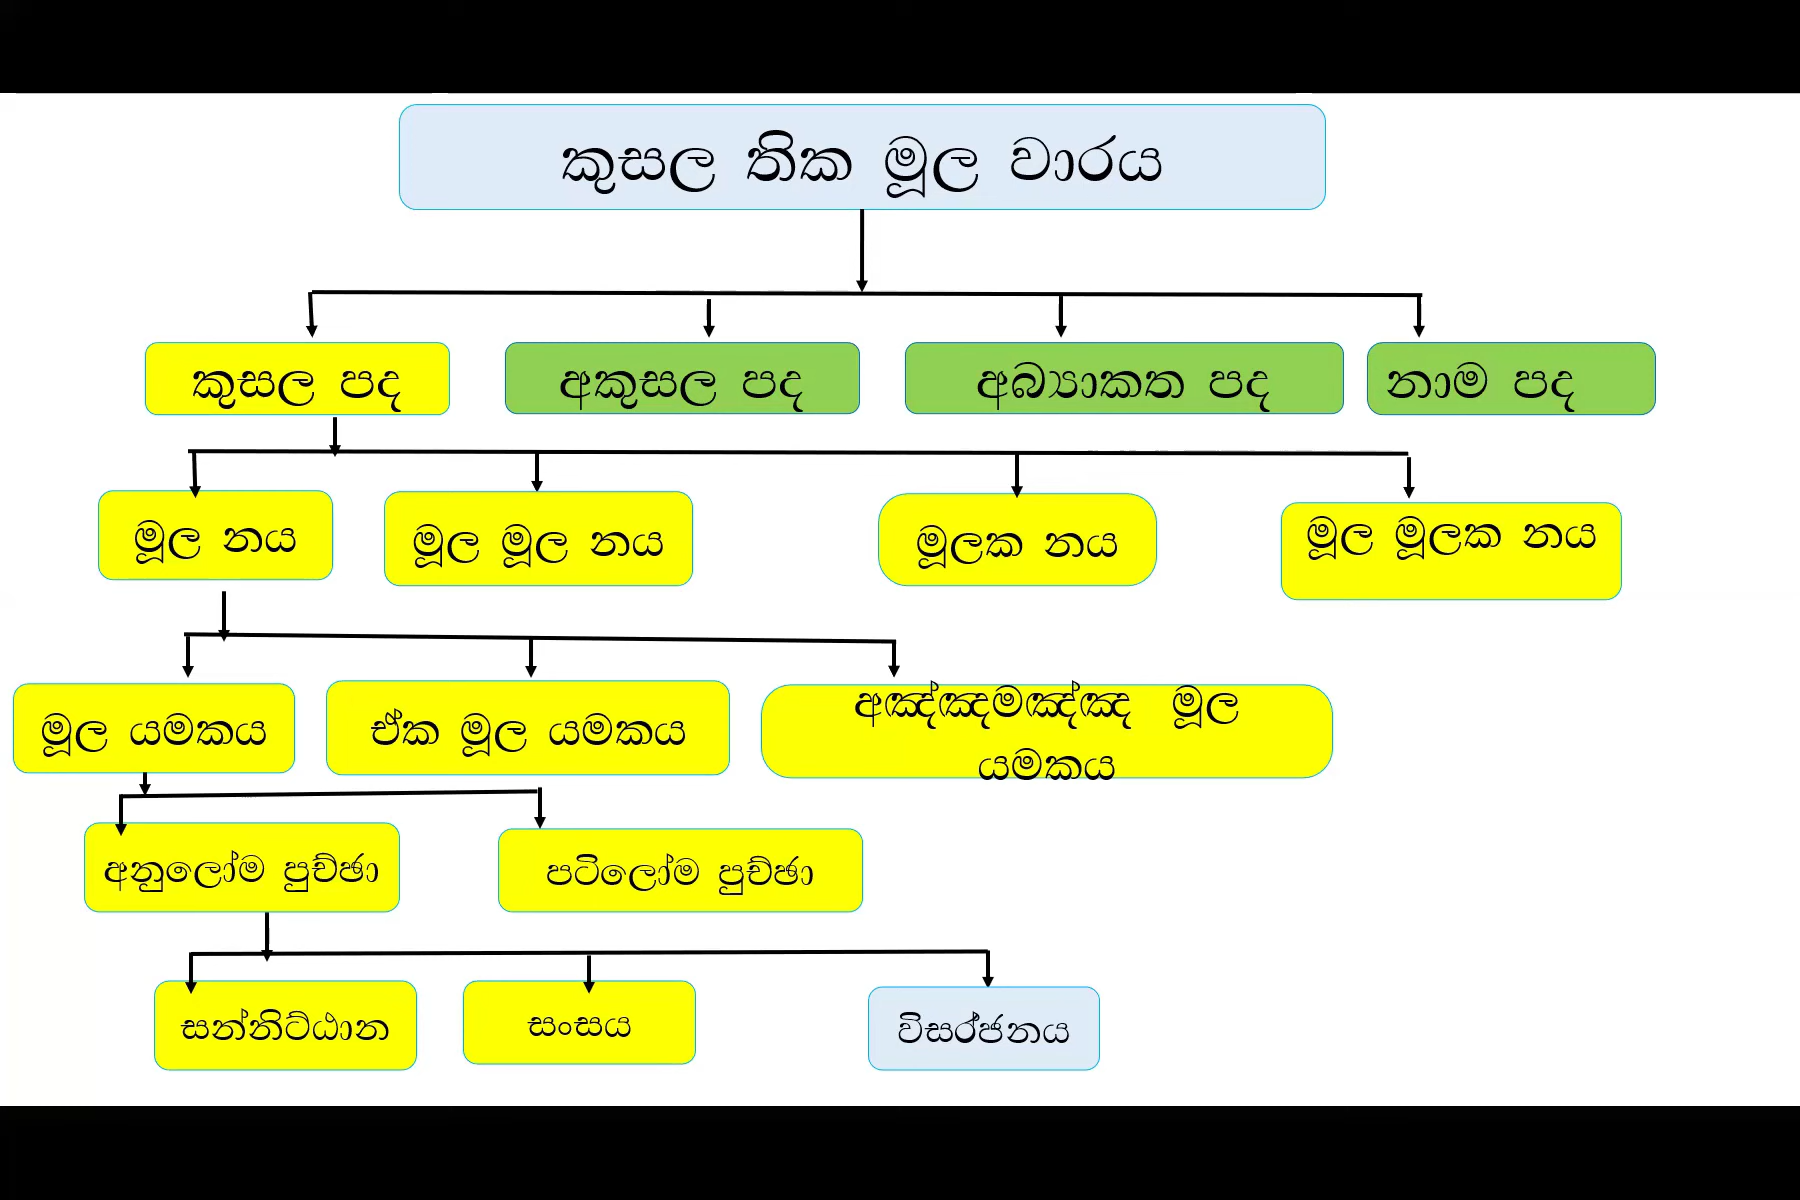 කුසල තික මූල වාරය
කුසල පද
අකුසල පද
අබ්‍යාකත පද
නාම පද
මූල නය
මූල මූල නය
මූලක නය
මූල මූලක නය
මූල යමකය
ඒක මූල යමකය
අඤ්ඤමඤ්ඤ මූල
යමකය
අනුලෝම පුච්ඡා
පටිලෝම පුච්ඡා
සන්නිට්ඨාන
සංසය
විසර්ජනය